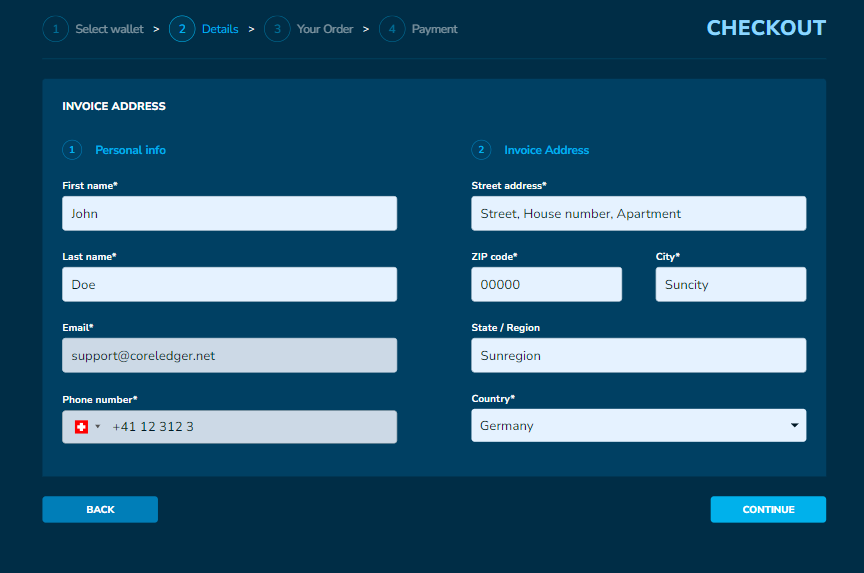 1 Select wallet > 2 Details > 3 Your Order > 4 Payment
CHECKOUT
INVOICE ADDRESS
1 Personal info
First name*
John
Last name*
Doe
Email*
support@coreledger.net
Phone number*
+41 12 312 3
2 Invoice Address
Street address*
Street, House number, Apartment
ZIP code* City*
00000 Suncity
State / Region
Sunregion
Country*
Germany
BACK
CONTINUE